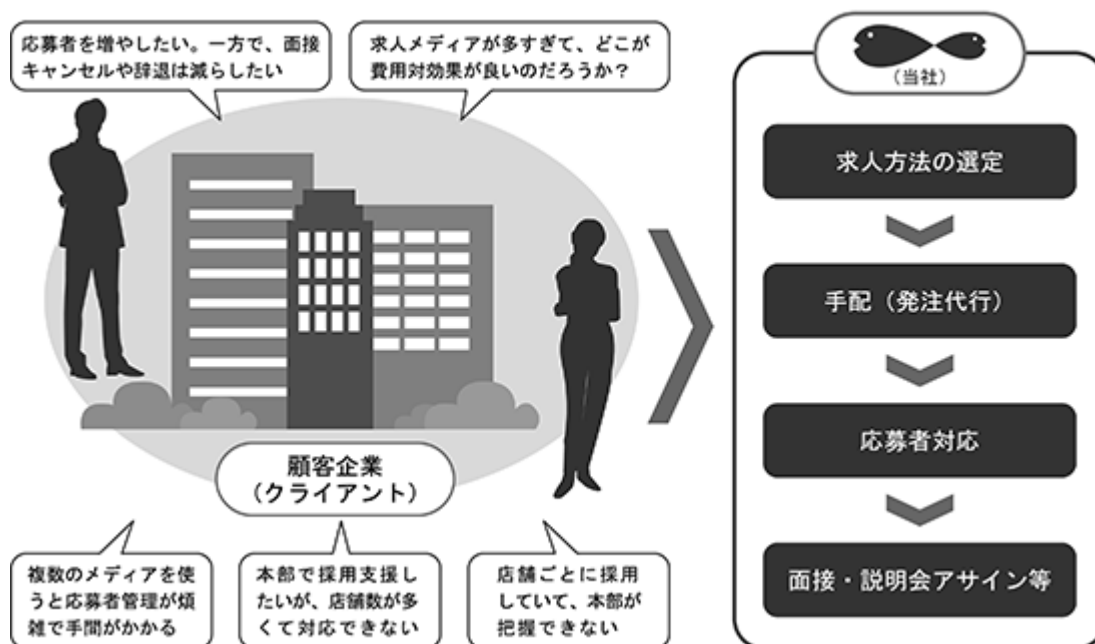 応募者を増やしたい。一方で、面接
キャンセルや辞退は減らしたい
求人メディアが多すぎて、どこが
費用対効果が良いのだろうか？
顧客企業
（クライアント）
複数のメディアを使
うと応募者管理が煩
雑で手間がかかる
本部で採用支援し
たいが、店舗数が多
くて対応できない
店舗ごとに採用
していて、本部が
把握できない
（当社）
求人方法の選定
手配（発注代行）
応募者対応
面接・説明会アサイン等